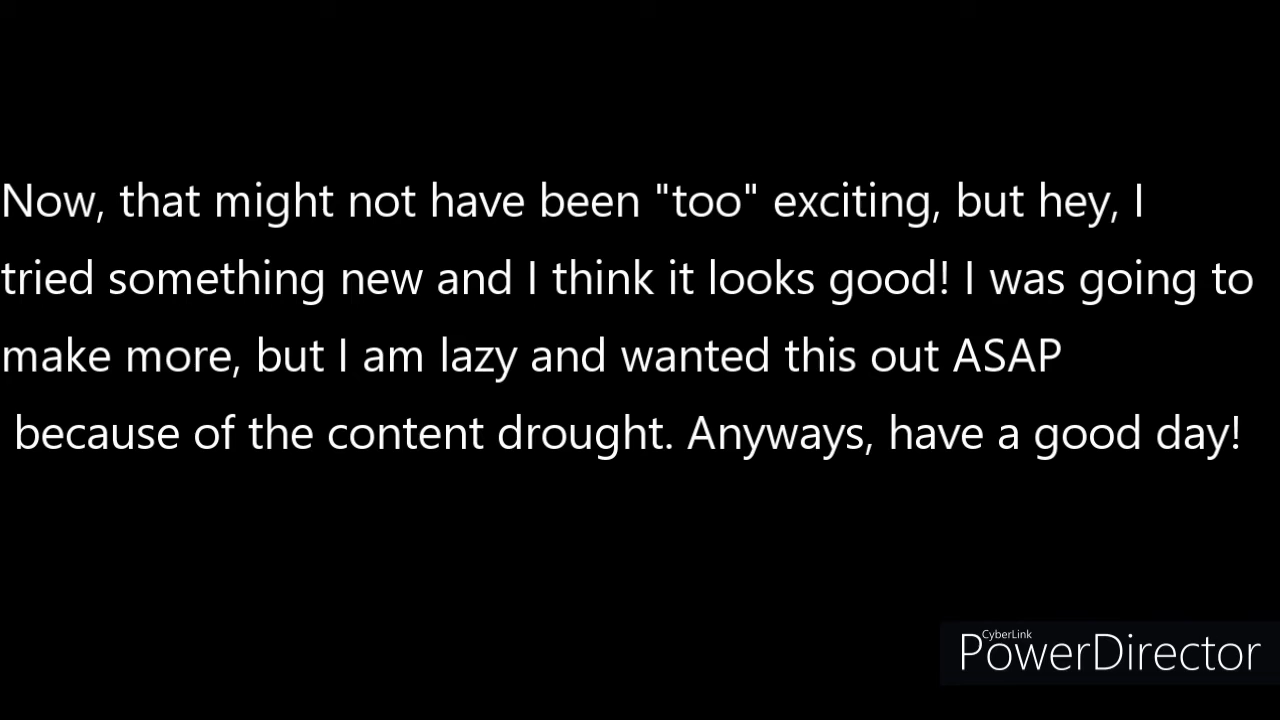 Now, that might not have been "too" exciting, but hey, I
tried something new and I think it looks good! I was going to
make more, but I am lazy and wanted this out ASAP
because of the content drought. Anyways, have a good day!
CyberLink
PowerDirector